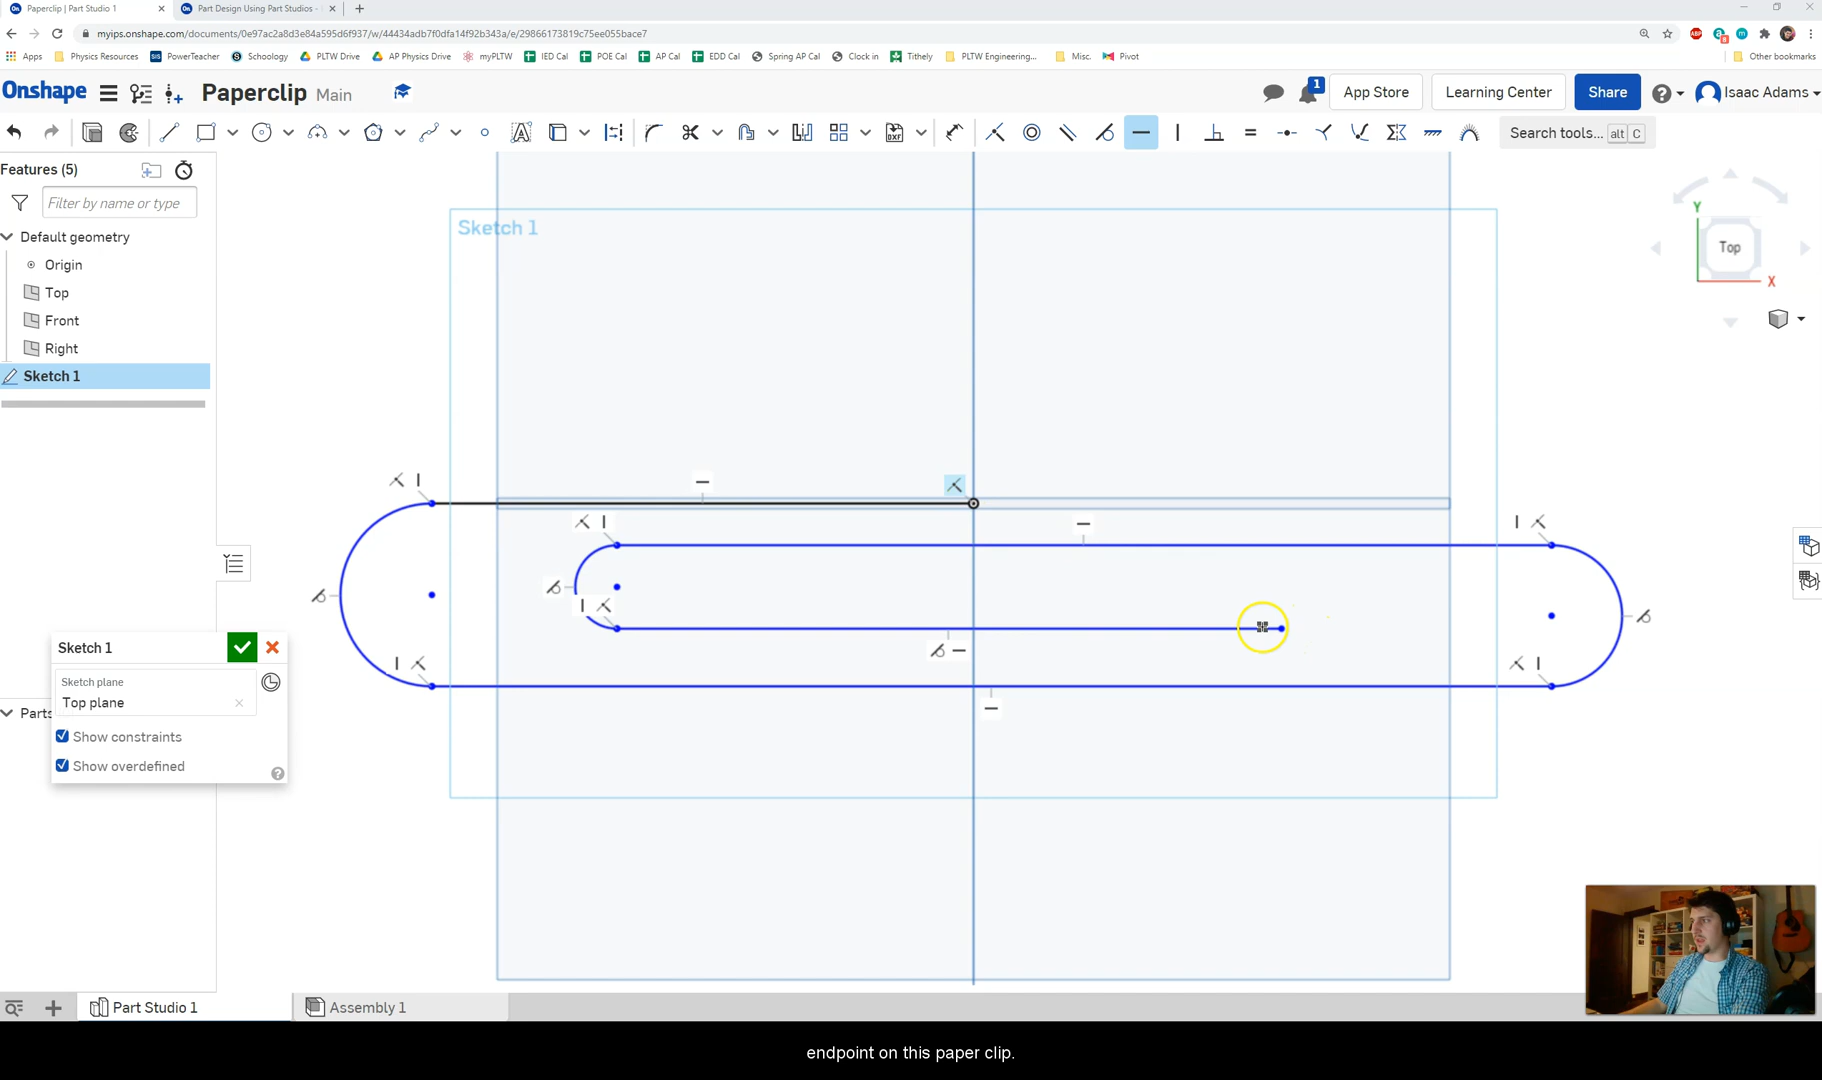 Paperclip | Part Studio 1
Part Design Using Part Studios -
myips.onshape.com/documents/0e97ac2a8d3e84a595d6f937/w/44434adb7f0dfa14f92b343a/e/29866173819c75ee055bace7
Apps
Physics Resources
PowerTeacher
Schoology
PLTW Drive
AP Physics Drive
myPLTW
IED Cal
POE Cal
AP Cal
EDD Cal
Spring AP Cal
Clock in
Tithely
PLTW Engineering...
Misc.
Pivot
Other bookmarks
Onshape
Paperclip Main
1
App Store
Learning Center
Share
Isaac Adams
Search tools... alt C
Features (5)
Filter by name or type
Default geometry
Origin
Top
Front
Right
Sketch 1
Sketch 1
Y
Top
X
Sketch 1
Sketch plane
Top plane
Show constraints
Show overdefined
Parts
Part Studio 1
Assembly 1
endpoint on this paper clip.